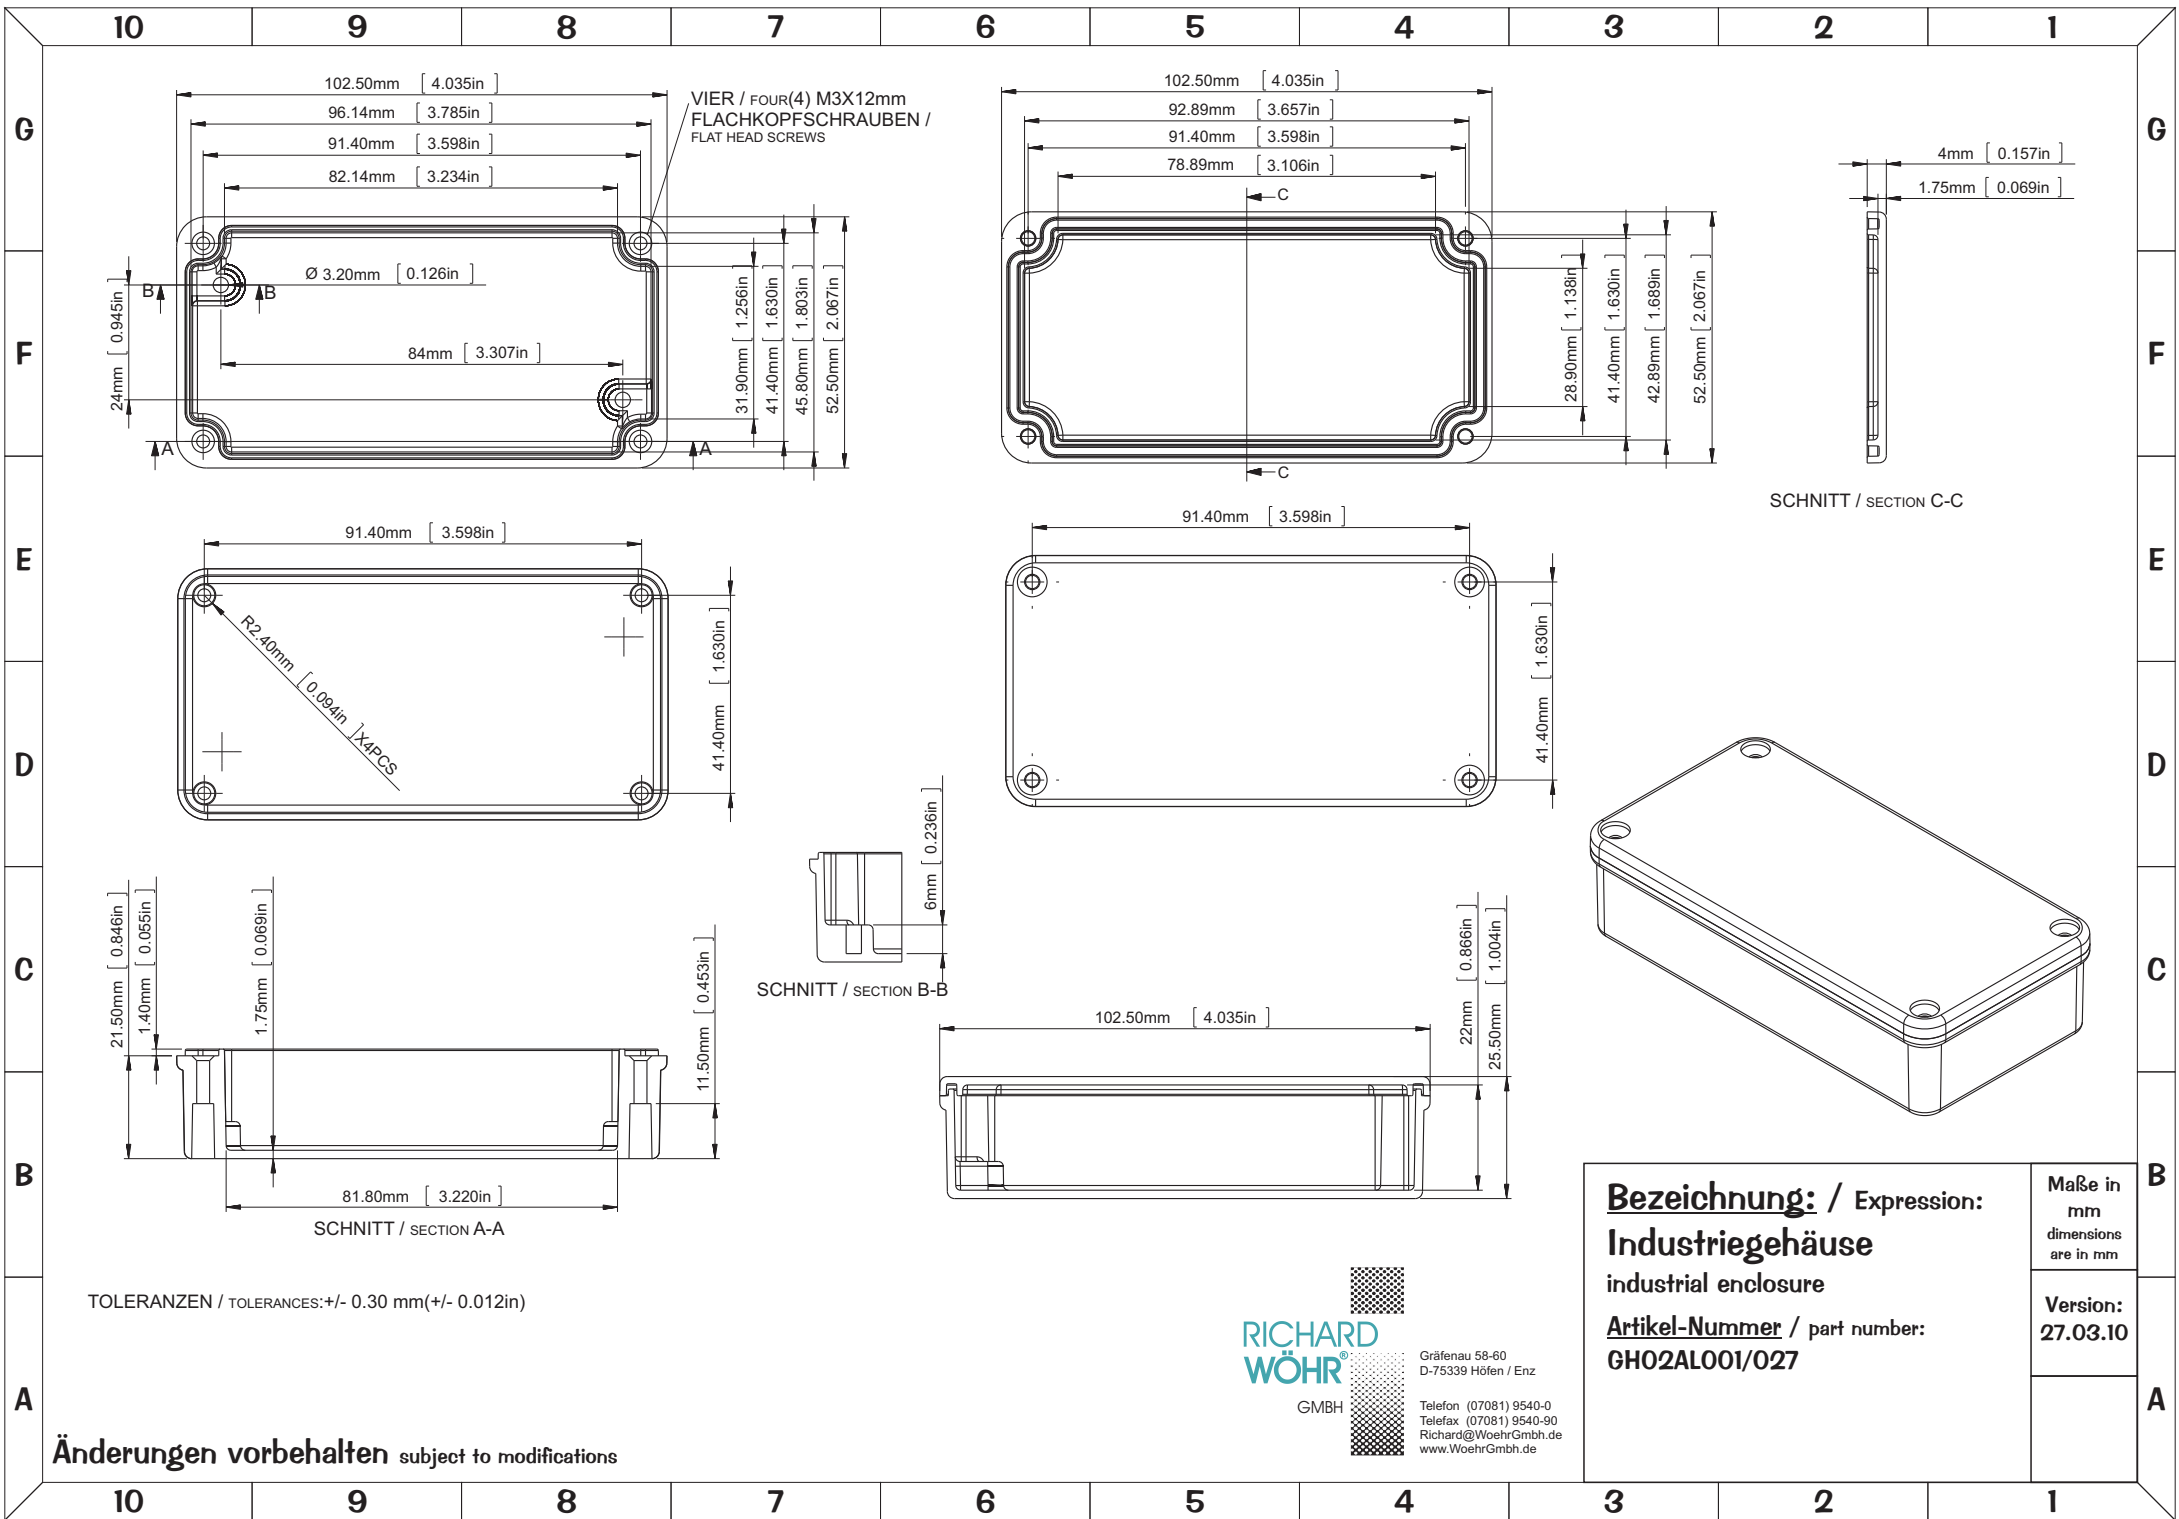 10 9 8 7 6 5 4 3 2 1
G
F
E
D
C
B
A
G
F
E
D
C
B
A
102.50mm [ 4.035in ]
96.14mm [ 3.785in ]
91.40mm [ 3.598in ]
82.14mm [ 3.234in ]
VIER / FOUR(4) M3X12mm
FLACHKOPFSCHRAUBEN /
FLAT HEAD SCREWS
Ø 3.20mm [ 0.126in ]
B
B
24mm [ 0.945in ]
84mm [ 3.307in ]
31.90mm [ 1.256in ]
41.40mm [ 1.630in ]
45.80mm [ 1.803in ]
52.50mm [ 2.067in ]
A
A
102.50mm [ 4.035in ]
92.89mm [ 3.657in ]
91.40mm [ 3.598in ]
78.89mm [ 3.106in ]
C
C
28.90mm [ 1.138in ]
41.40mm [ 1.630in ]
42.89mm [ 1.689in ]
52.50mm [ 2.067in ]
4mm [ 0.157in ]
1.75mm [ 0.069in ]
SCHNITT / SECTION C-C
91.40mm [ 3.598in ]
R2.40mm [ 0.094in ]X4PCS
41.40mm [ 1.630in ]
91.40mm [ 3.598in ]
41.40mm [ 1.630in ]
6mm [ 0.236in ]
SCHNITT / SECTION B-B
21.50mm [ 0.846in ]
1.40mm [ 0.055in ]
1.75mm [ 0.069in ]
11.50mm [ 0.453in ]
81.80mm [ 3.220in ]
SCHNITT / SECTION A-A
102.50mm [ 4.035in ]
22mm [ 0.866in ]
25.50mm [ 1.004in ]
TOLERANZEN / TOLERANCES:+/- 0.30 mm(+/- 0.012in)
RICHARD
WÖHR®
GMBH
Gräfenau 58-60
D-75339 Höfen / Enz
Telefon (07081) 9540-0
Telefax (07081) 9540-90
Richard@WoehrGmbh.de
www.WoehrGmbh.de
Bezeichnung: / Expression:
Industriegehäuse
industrial enclosure
Artikel-Nummer / part number:
GH02AL001/027
Maße in
mm
dimensions
are in mm
Version:
27.03.10
Änderungen vorbehalten subject to modifications
10 9 8 7 6 5 4 3 2 1